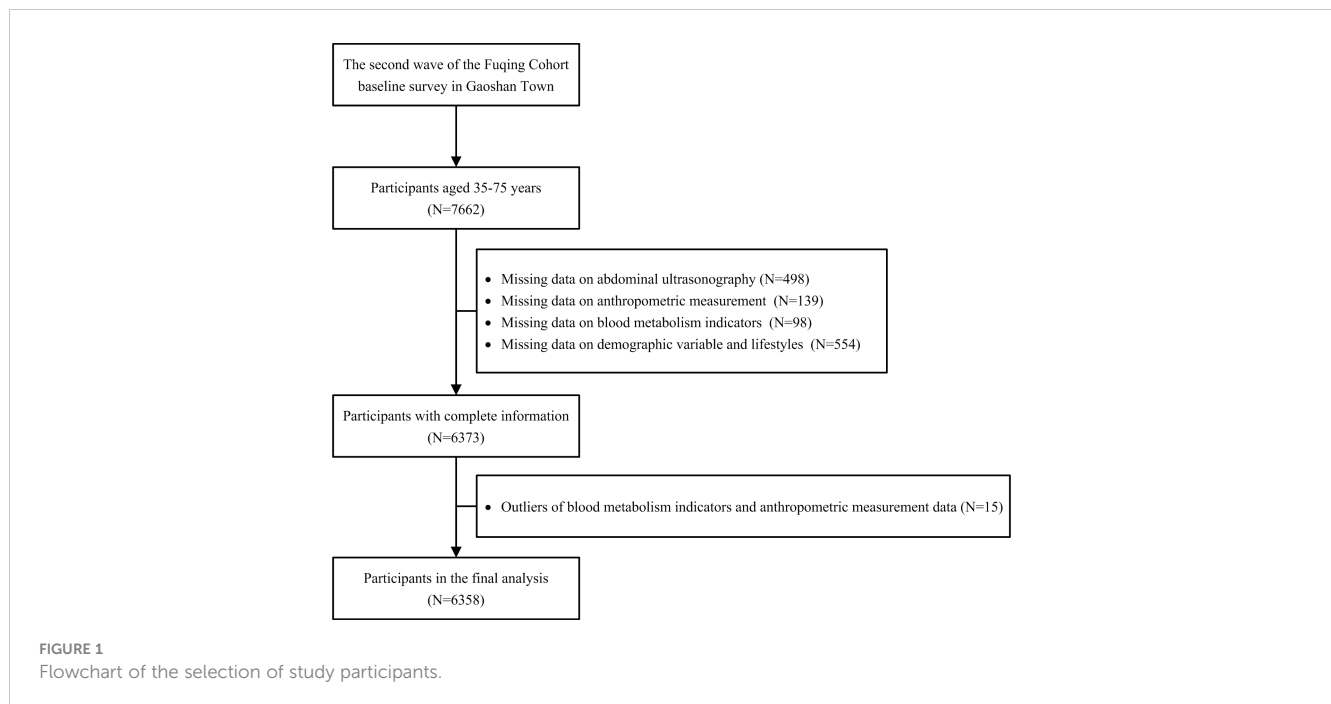 The second wave of the Fuqing Cohort
baseline survey in Gaoshan Town
Participants aged 35-75 years
(N=7662)
• Missing data on abdominal ultrasonography (N=498)
• Missing data on anthropometric measurement (N=139)
• Missing data on blood metabolism indicators (N=98)
• Missing data on demographic variable and lifestyles (N=554)
Participants with complete information
(N=6373)
• Outliers of blood metabolism indicators and anthropometric measurement data (N=15)
Participants in the final analysis
(N=6358)
FIGURE 1
Flowchart of the selection of study participants.